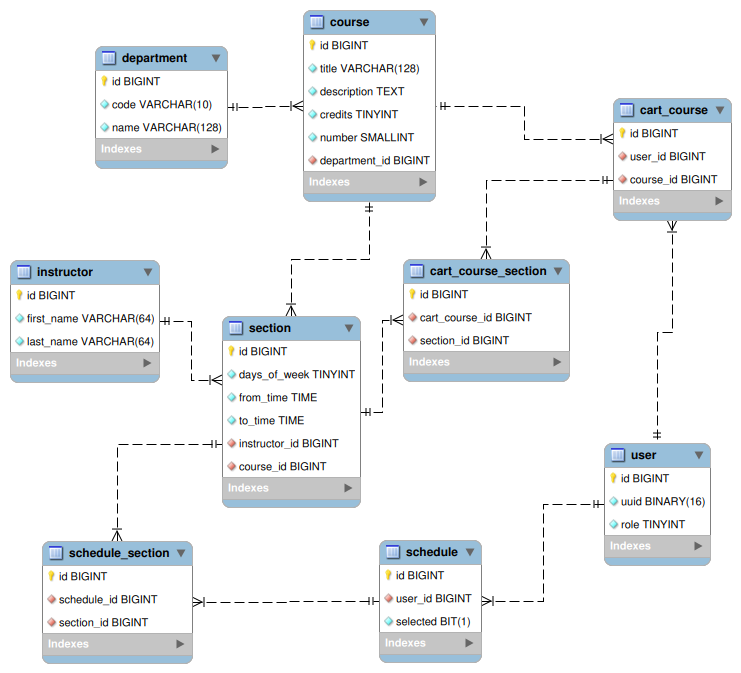 course
id BIGINT
title VARCHAR(128)
description TEXT
credits TINYINT
number SMALLINT
department_id BIGINT
Indexes
department
id BIGINT
code VARCHAR(10)
name VARCHAR(128)
Indexes
cart_course
id BIGINT
user_id BIGINT
course_id BIGINT
Indexes
instructor
id BIGINT
first_name VARCHAR(64)
last_name VARCHAR(64)
Indexes
cart_course_section
id BIGINT
cart_course_id BIGINT
section_id BIGINT
Indexes
section
id BIGINT
days_of_week TINYINT
from_time TIME
to_time TIME
instructor_id BIGINT
course_id BIGINT
Indexes
user
id BIGINT
uuid BINARY(16)
role TINYINT
Indexes
schedule_section
id BIGINT
schedule_id BIGINT
section_id BIGINT
Indexes
schedule
id BIGINT
user_id BIGINT
selected BIT(1)
Indexes